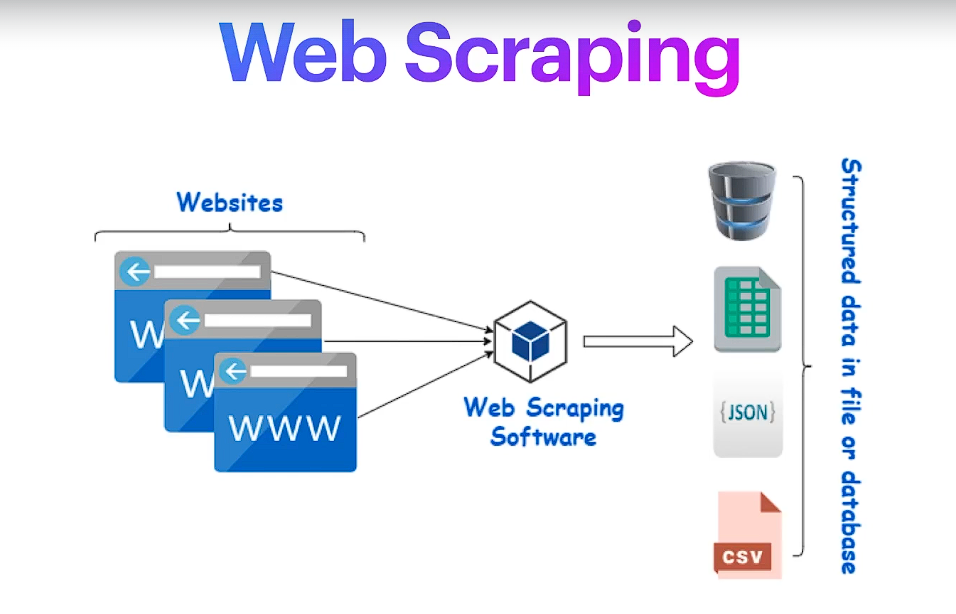 Web Scraping
Websites
W
W
WWW
Web Scraping
Software
{JSON}
CSV
Structured data in file or database